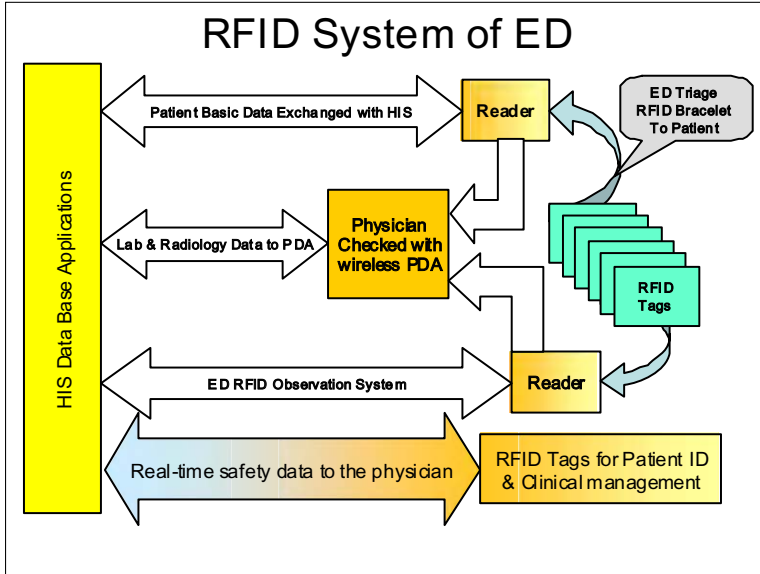 RFID System of ED
HIS Data Base Applications
Patient Basic Data Exchanged with HIS
Reader
ED Triage
RFID Bracelet
To Patient
Lab & Radiology Data to PDA
Physician
Checked with
wireless PDA
RFID
Tags
ED RFID Observation System
Reader
Real-time safety data to the physician
RFID Tags for Patient ID
& Clinical management